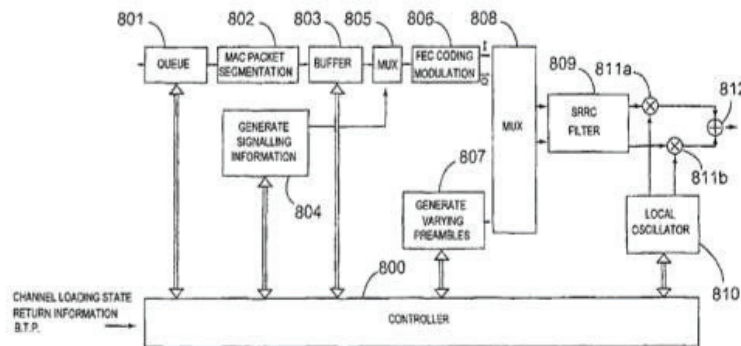 801
802
803
805
806
808
QUEUE
MAC PACKET
SEGMENTATION
BUFFER
MUX
FEC CODING
MODULATION
I
Q
MUX
809
SRRC
FILTER
811a
812
811b
GENERATE
SIGNALLING
INFORMATION
804
807
GENERATE
VARYING
PREAMBLES
LOCAL
OSCILLATOR
810
800
CHANNEL LOADING STATE
RETURN INFORMATION
B.T.P.
CONTROLLER